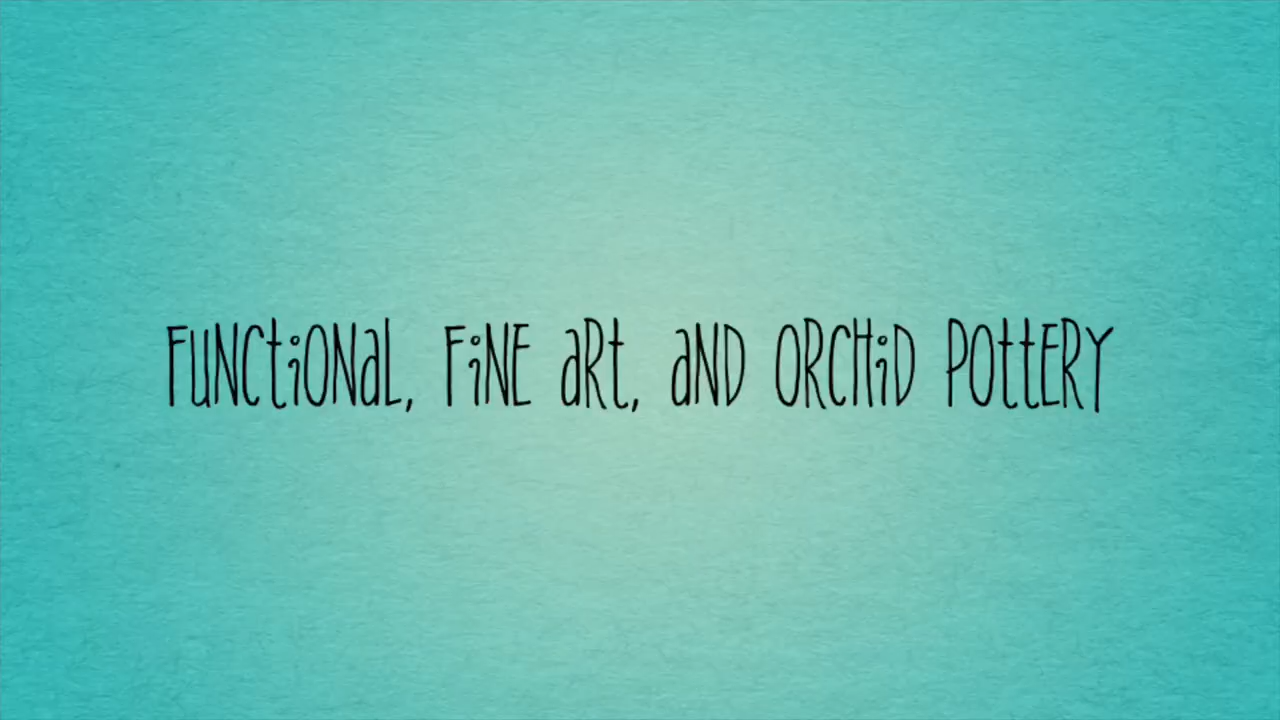 FUNCtiONaL, FiNE aRt, aND ORCHiD POttERY